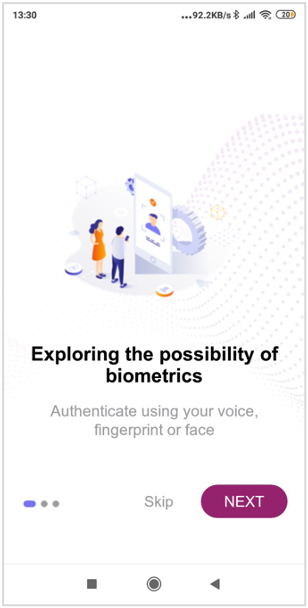 13:30 ...92.2KB/s 20
Exploring the possibility of
biometrics
Authenticate using your voice,
fingerprint or face
Skip NEXT